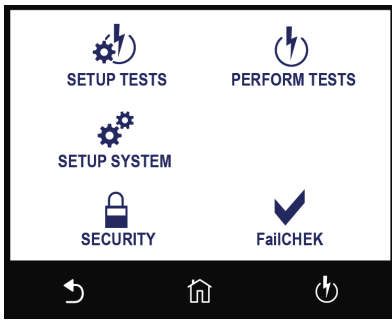 SETUP TESTS
PERFORM TESTS
SETUP SYSTEM
SECURITY
FailCHEK